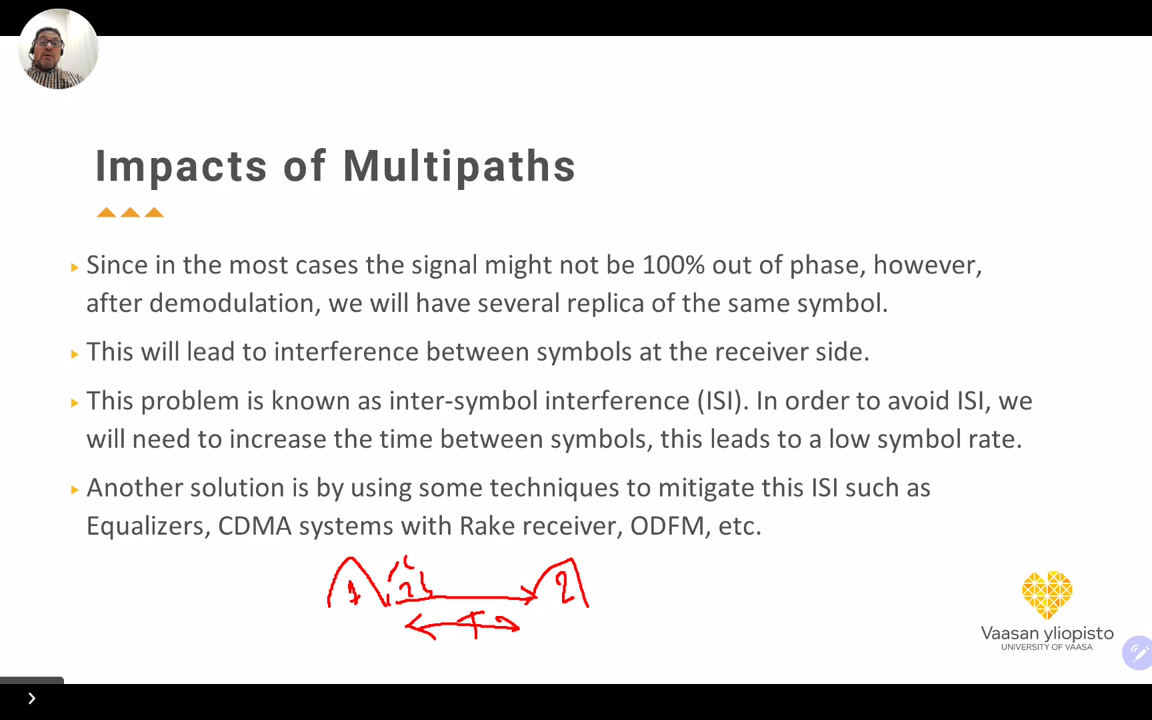 Impacts of Multipaths
Since in the most cases the signal might not be 100% out of phase, however,
after demodulation, we will have several replica of the same symbol.
This will lead to interference between symbols at the receiver side.
This problem is known as inter-symbol interference (ISI). In order to avoid ISI, we
will need to increase the time between symbols, this leads to a low symbol rate.
Another solution is by using some techniques to mitigate this ISI such as
Equalizers, CDMA systems with Rake receiver, ODFM, etc.
1 2 2
T
Vaasan yliopisto
UNIVERSITY OF VAASA